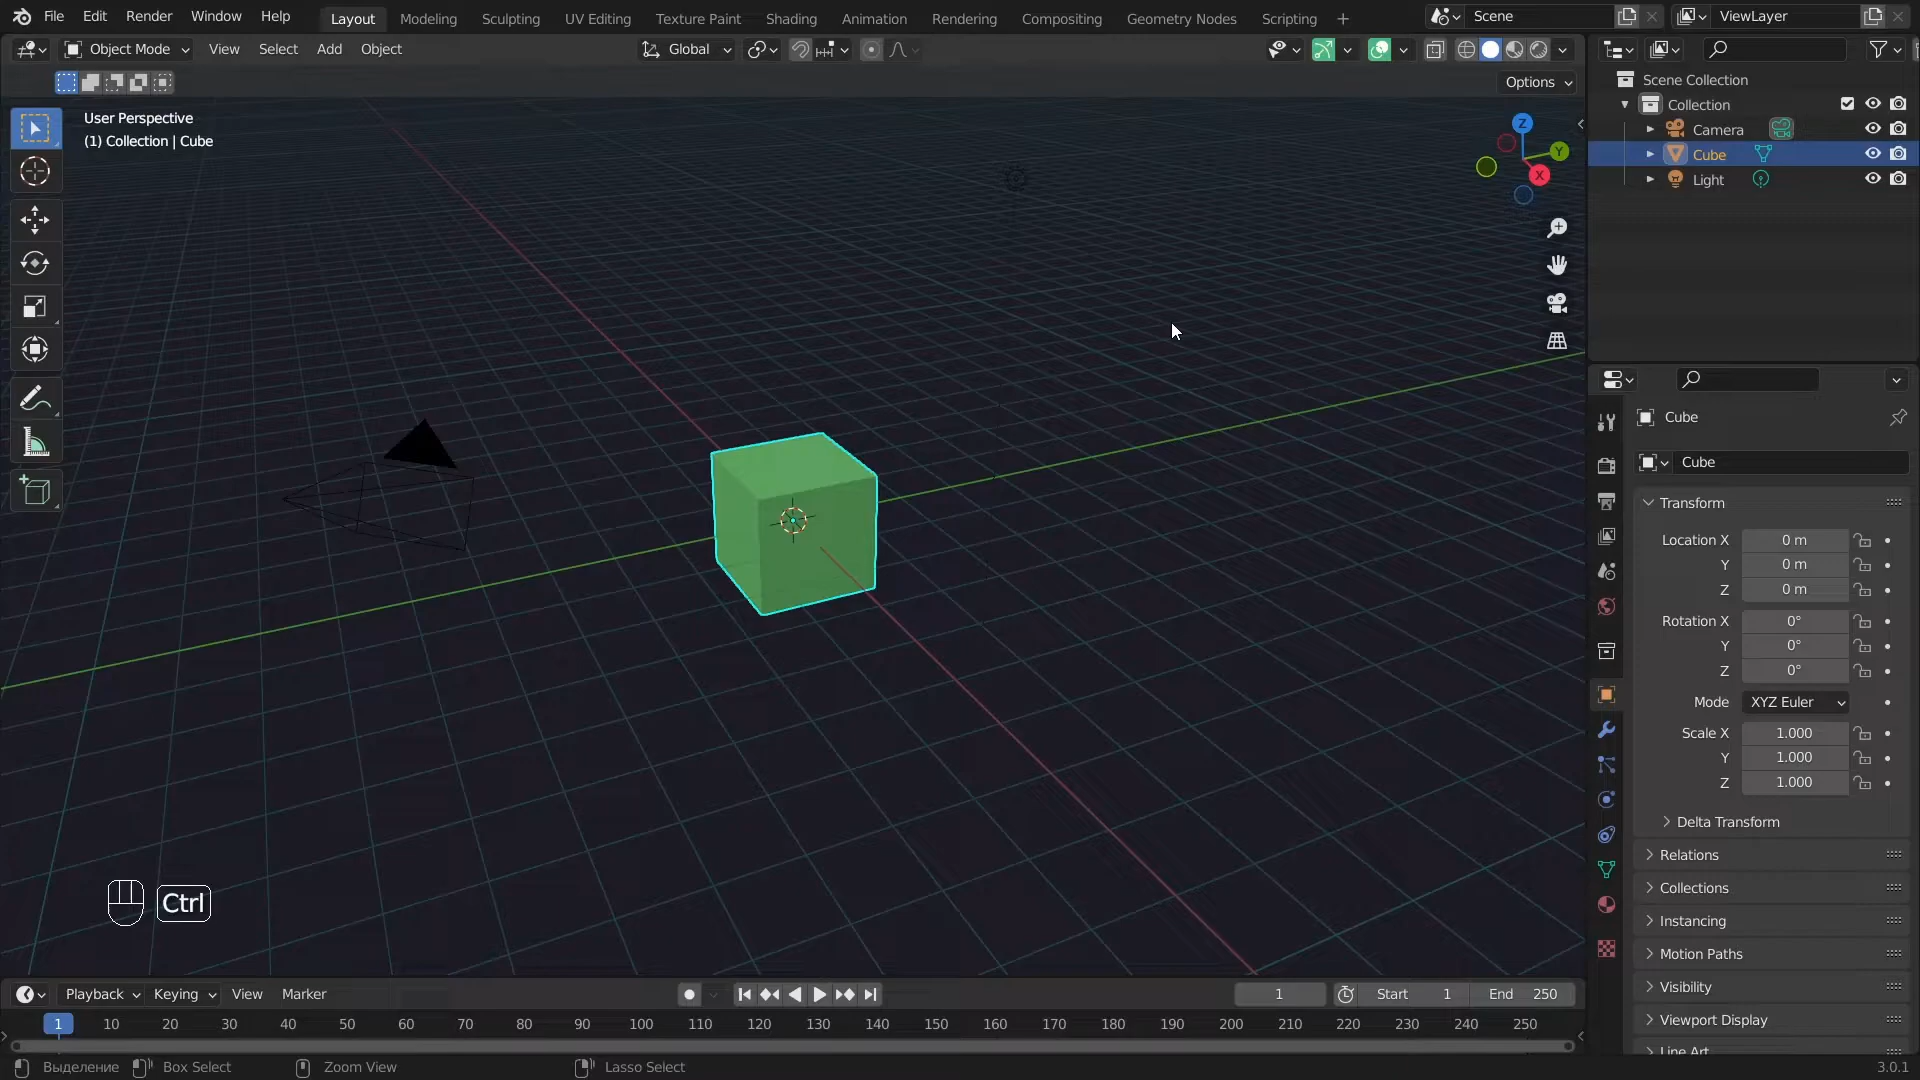 File Edit Render Window Help Layout Modeling Sculpting UV Editing Texture Paint Shading Animation Rendering Compositing Geometry Nodes Scripting + Scene ViewLayer
Object Mode View Select Add Object Global
Options
User Perspective
(1) Collection | Cube
Z
Y
X
Scene Collection
Collection
Camera
Cube
Light
Cube
Cube
Transform
Location X 0 m
Y 0 m
Z 0 m
Rotation X 0°
Y 0°
Z 0°
Mode XYZ Euler
Scale X 1.000
Y 1.000
Z 1.000
Delta Transform
Relations
Collections
Instancing
Motion Paths
Visibility
Viewport Display
Line Art
Ctrl
Playback Keying View Marker 1 Start 1 End 250
1 10 20 30 40 50 60 70 80 90 100 110 120 130 140 150 160 170 180 190 200 210 220 230 240 250
Выделение Box Select Zoom View Lasso Select 3.0.1